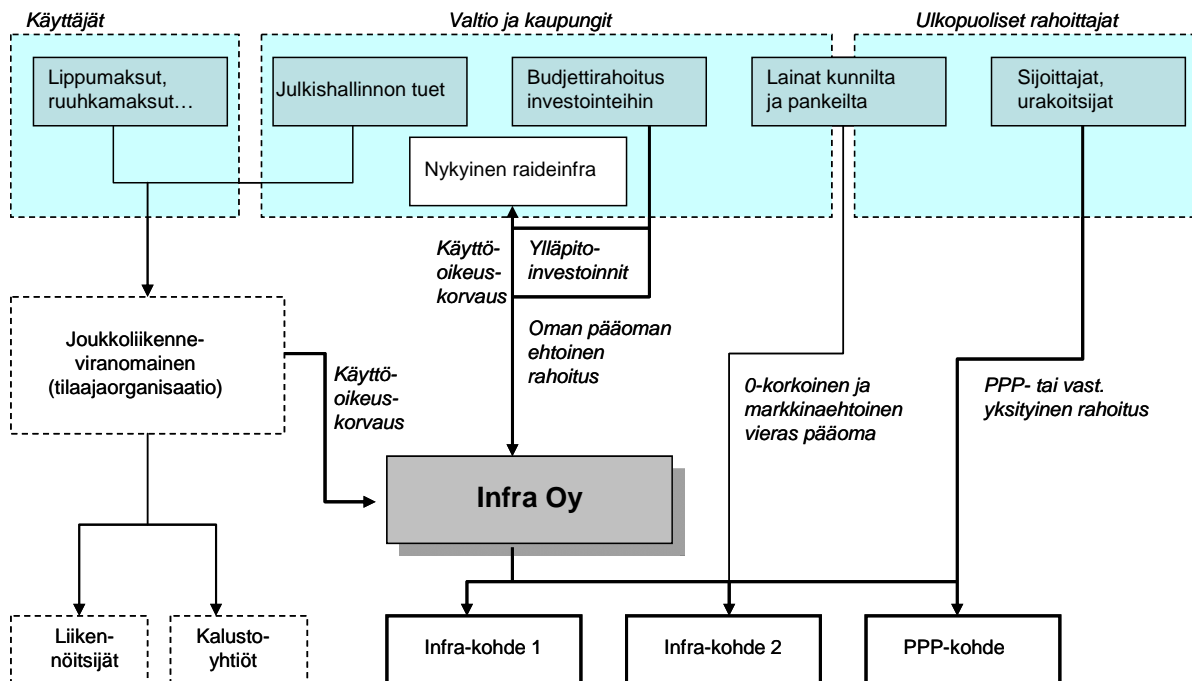 Käyttäjät
Valtio ja kaupungit
Ulkopuoliset rahoittajat
Lippumaksut,
ruuhkamaksut…
Julkishallinnon tuet
Budjettirahoitus
investointeihin
Lainat kunnilta
ja pankeilta
Sijoittajat,
urakoitsijat
Nykyinen raideinfra
Käyttö-
oikeus-
korvaus
Ylläpito-
investoinnit
Joukkoliikenne-
viranomainen
(tilaajaorganisaatio)
Käyttö-
oikeus-
korvaus
Oman pääoman
ehtoinen
rahoitus
0-korkoinen ja
markkinaehtoinen
vieras pääoma
PPP- tai vast.
yksityinen rahoitus
Infra Oy
Liiken-
nöitsijät
Kalusto-
yhtiöt
Infra-kohde 1
Infra-kohde 2
PPP-kohde